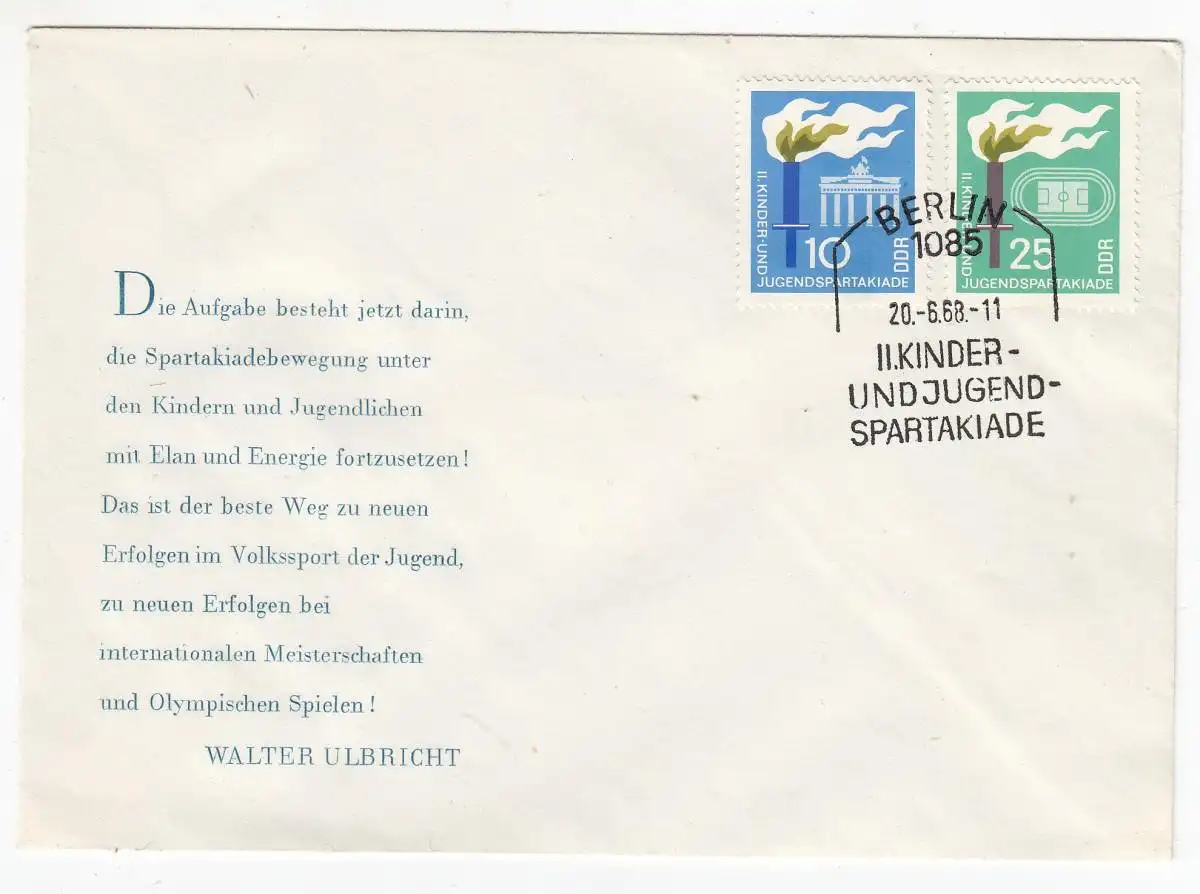 II. KINDER-UND
JUGENDSPARTAKIADE
10
DDR
II. KINDER-UND
JUGENDSPARTAKIADE
25
DDR
BERLIN
1085
20.-6.68.-11
II.KINDER-
UND JUGEND-
SPARTAKIADE
Die Aufgabe besteht jetzt darin,
die Spartakiadebewegung unter
den Kindern und Jugendlichen
mit Elan und Energie fortzusetzen!
Das ist der beste Weg zu neuen
Erfolgen im Volkssport der Jugend,
zu neuen Erfolgen bei
internationalen Meisterschaften
und Olympischen Spielen!
WALTER ULBRICHT